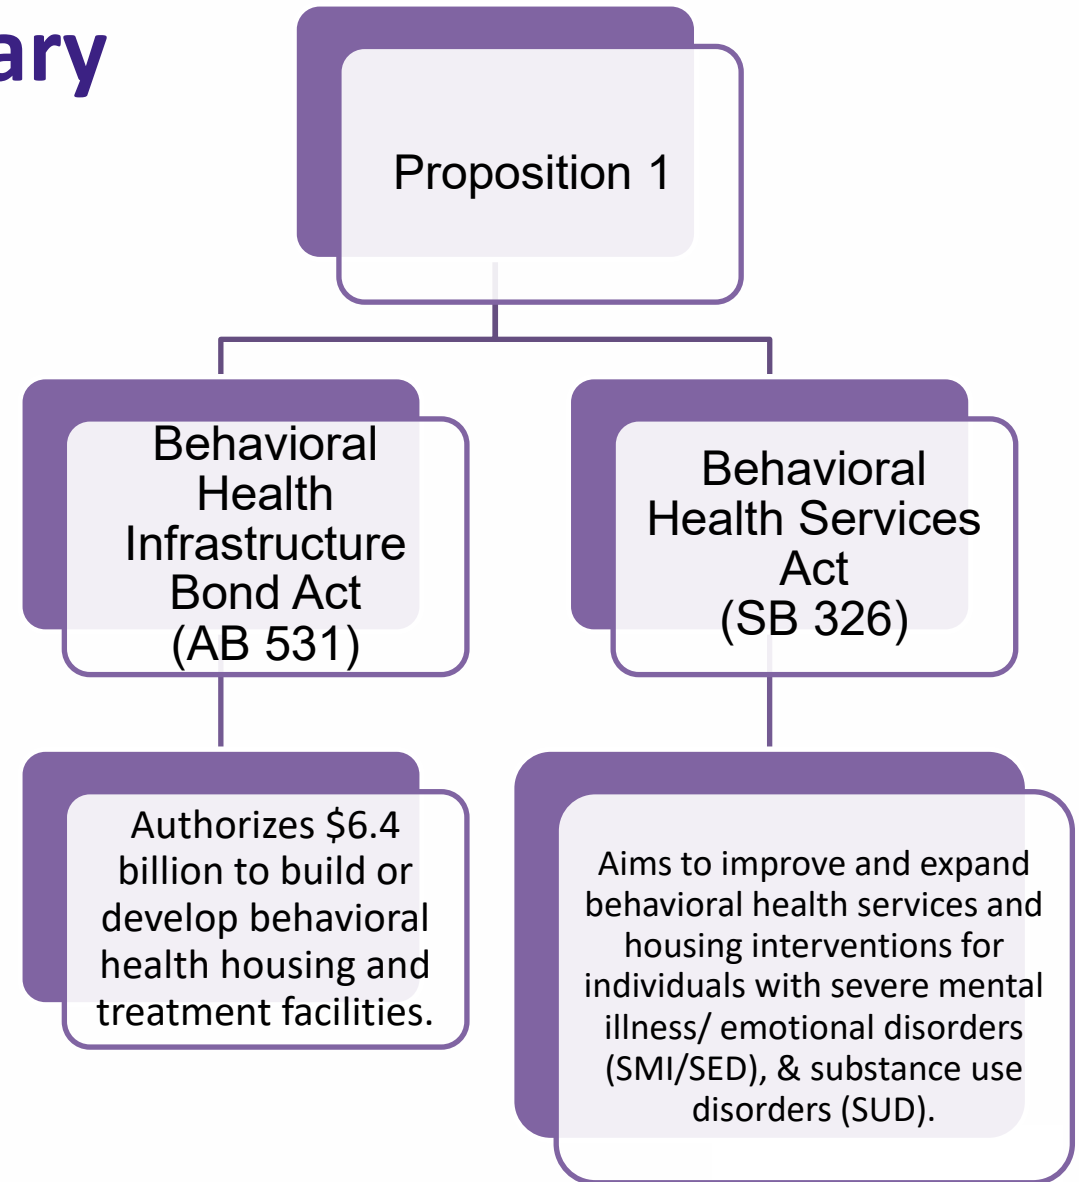 ary
Proposition 1
Behavioral
Health
Infrastructure
Bond Act
(AB 531)
Behavioral
Health Services
Act
(SB 326)
Authorizes $6.4
billion to build or
develop behavioral
health housing and
treatment facilities.
Aims to improve and expand
behavioral health services and
housing interventions for
individuals with severe mental
illness/ emotional disorders
(SMI/SED), & substance use
disorders (SUD).